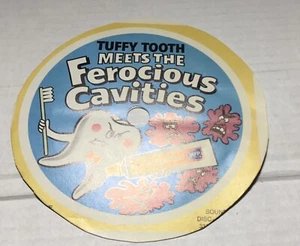 TUFFY TOOTH
MEETS THE
Ferocious
Cavities